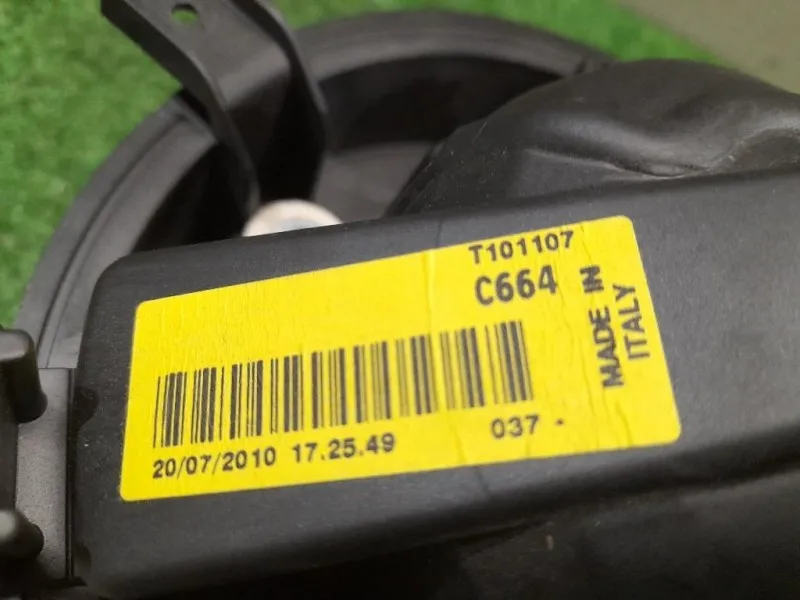 T101107
C664
MADE IN
ITALY
20/07/2010 17.25.49 037 -